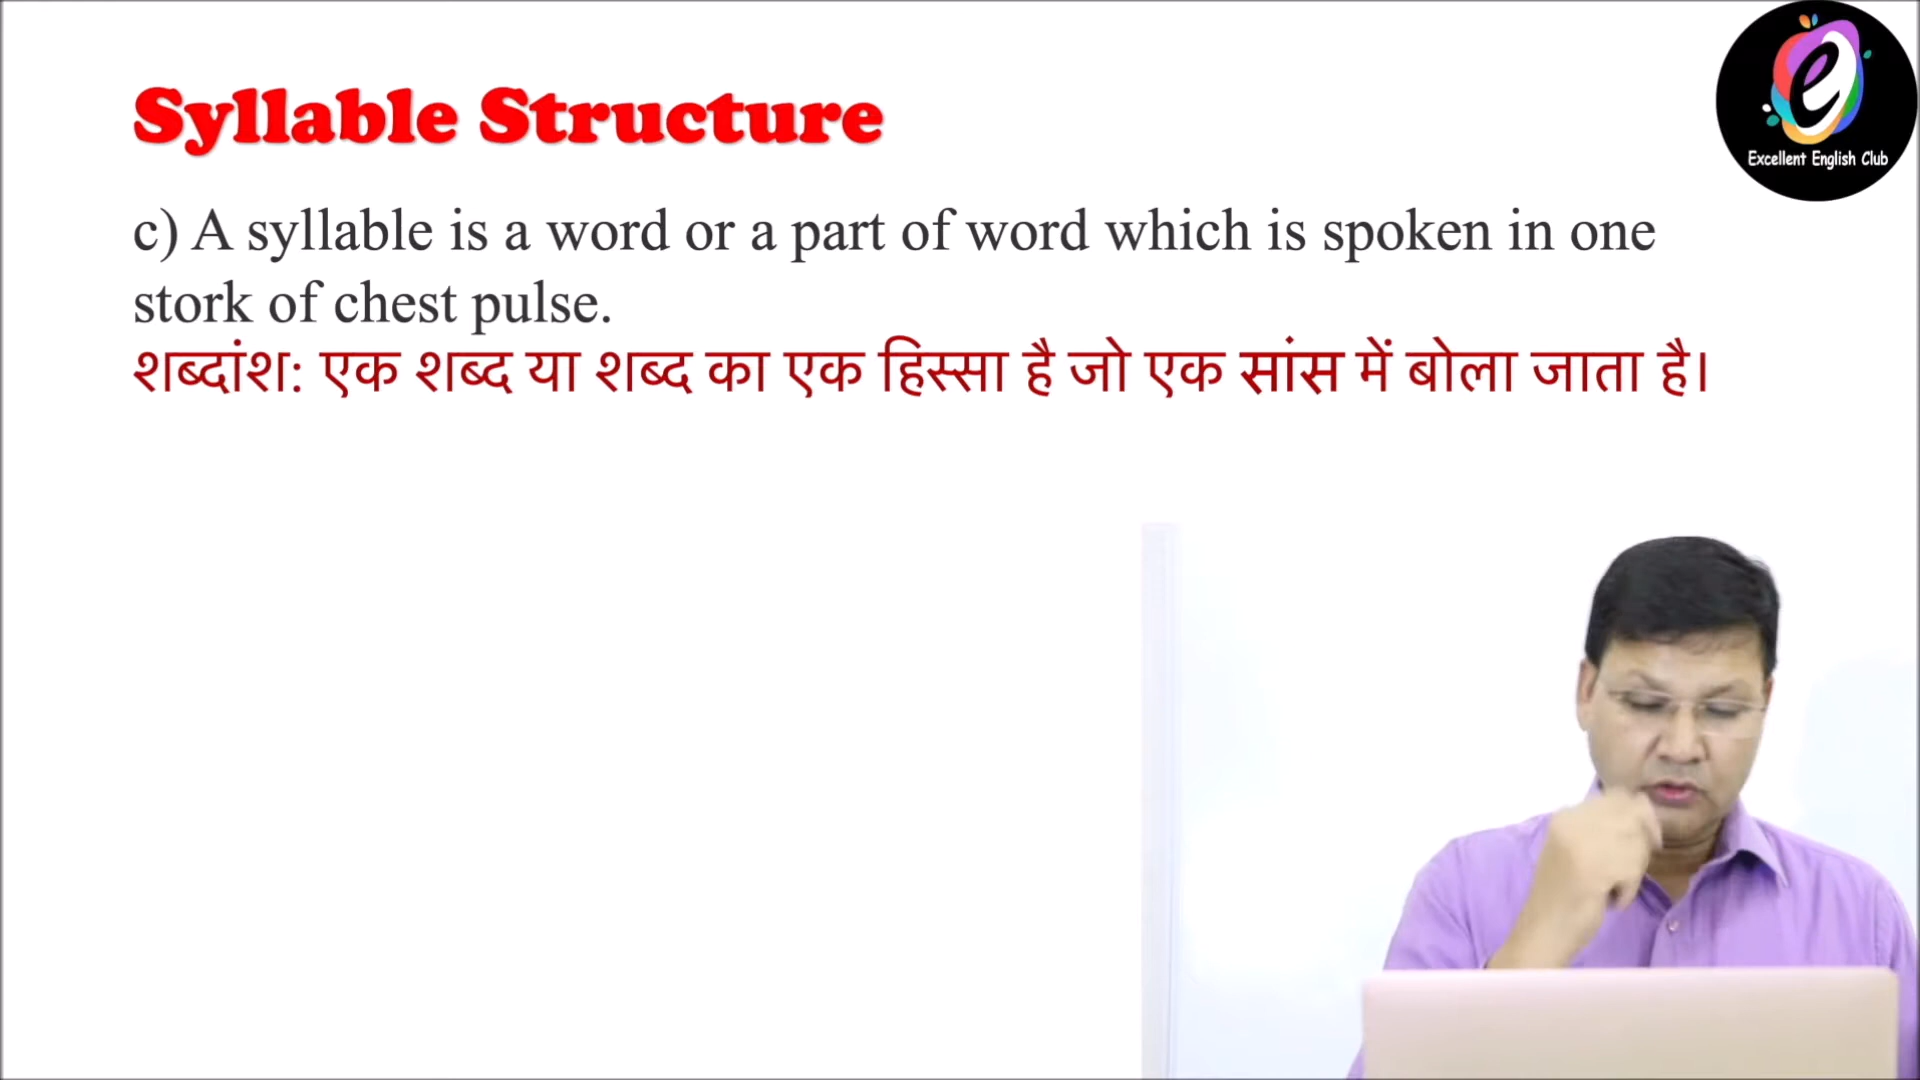 Syllable Structure
c) A syllable is a word or a part of word which is spoken in one
stork of chest pulse.
शब्दांश: एक शब्द या शब्द का एक हिस्सा है जो एक सांस में बोला जाता है।
Excellent English Club